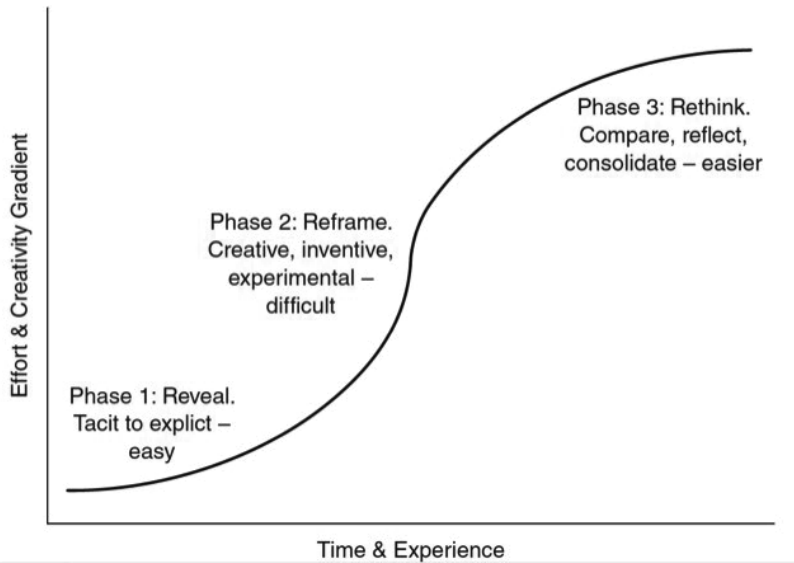 Effort & Creativity Gradient
Phase 1: Reveal.
Tacit to explict –
easy
Phase 2: Reframe.
Creative, inventive,
experimental –
difficult
Phase 3: Rethink.
Compare, reflect,
consolidate – easier
Time & Experience